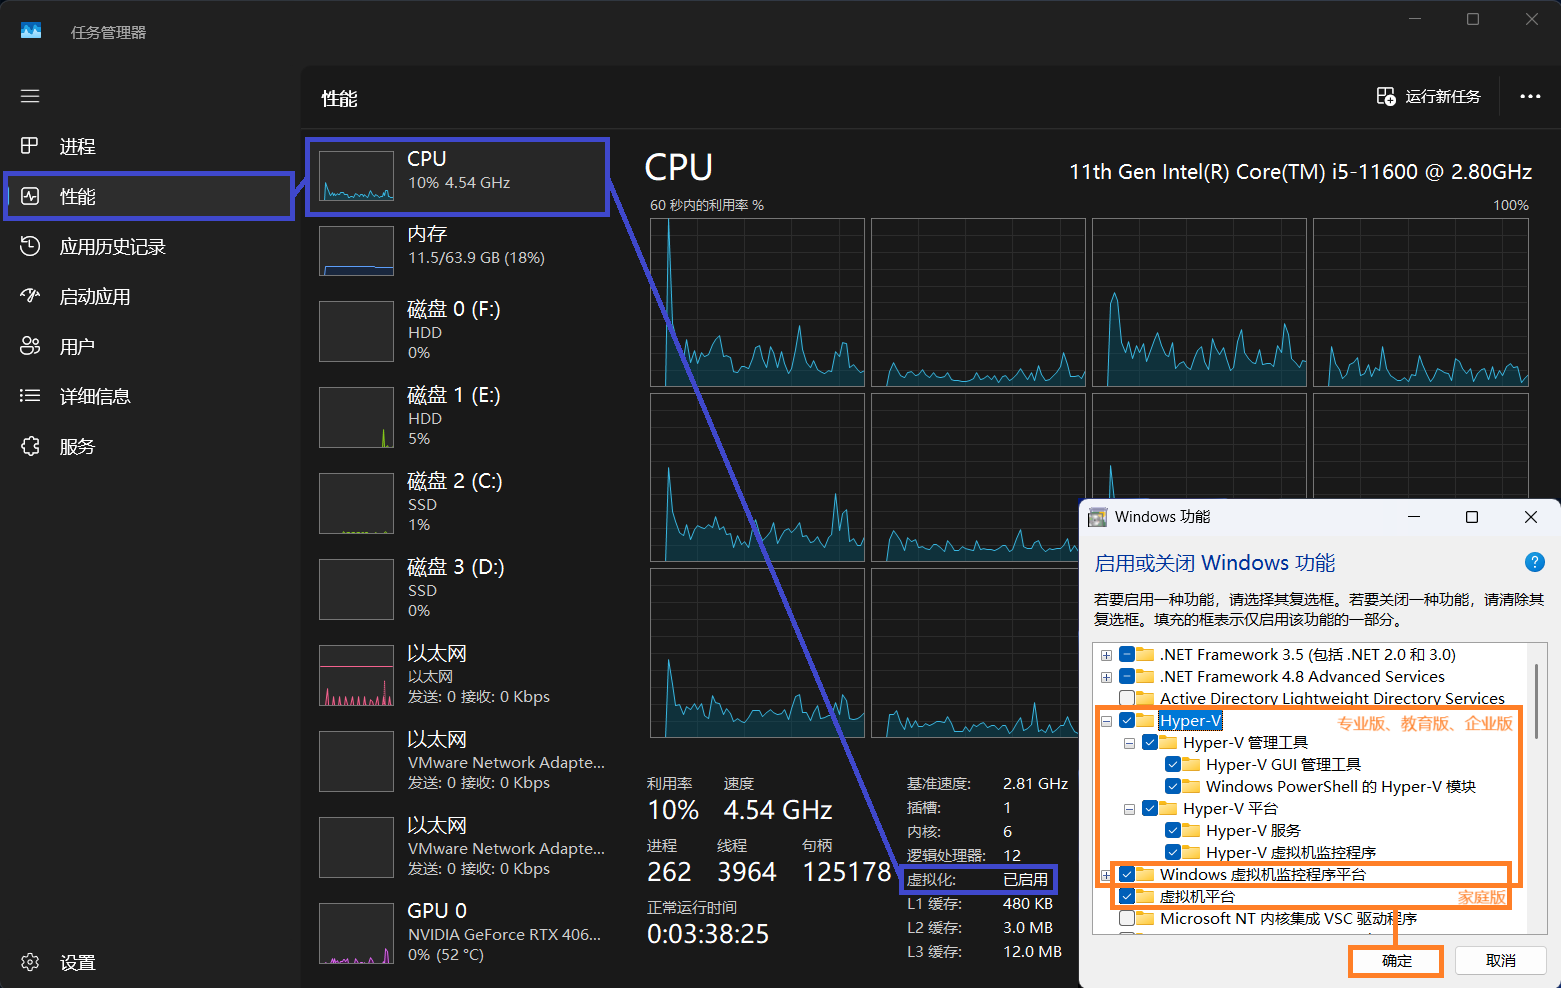 任务管理器
性能
运行新任务
进程
性能
应用历史记录
启动应用
用户
详细信息
服务
设置
CPU
10% 4.54 GHz
内存
11.5/63.9 GB (18%)
磁盘 0 (F:)
HDD
0%
磁盘 1 (E:)
HDD
5%
磁盘 2 (C:)
SSD
1%
磁盘 3 (D:)
SSD
0%
以太网
以太网
发送: 0 接收: 0 Kbps
以太网
VMware Network Adapte...
发送: 0 接收: 0 Kbps
以太网
VMware Network Adapte...
发送: 0 接收: 0 Kbps
GPU 0
NVIDIA GeForce RTX 406...
0% (52 °C)
CPU
11th Gen Intel(R) Core(TM) i5-11600 @ 2.80GHz
60 秒内的利用率 %
100%
利用率 速度
10% 4.54 GHz
进程 线程 句柄
262 3964 125178
正常运行时间
0:03:38:25
基准速度: 2.81 GHz
插槽: 1
内核: 6
逻辑处理器: 12
虚拟化: 已启用
L1 缓存: 480 KB
L2 缓存: 3.0 MB
L3 缓存: 12.0 MB
Windows 功能
启用或关闭 Windows 功能
若要启用一种功能，请选择其复选框。若要关闭一种功能，请清除其
复选框。填充的框表示仅启用该功能的一部分。
.NET Framework 3.5 (包括 .NET 2.0 和 3.0)
.NET Framework 4.8 Advanced Services
Active Directory Lightweight Directory Services
Hyper-V 专业版、教育版、企业版
Hyper-V 管理工具
Hyper-V GUI 管理工具
Windows PowerShell 的 Hyper-V 模块
Hyper-V 平台
Hyper-V 服务
Hyper-V 虚拟机监控程序
Windows 虚拟机监控程序平台
虚拟机平台 家庭版
Microsoft NT 内核集成 VSC 驱动程序
确定 取消